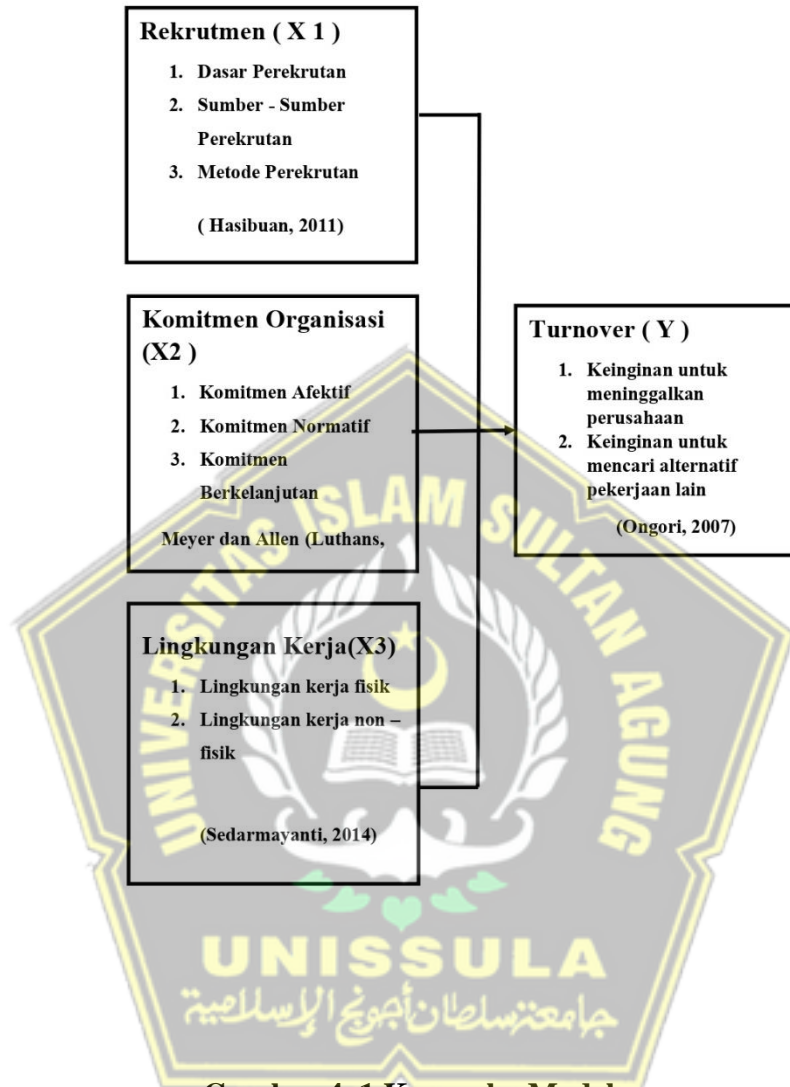 Rekrutmen ( X 1 )
1. Dasar Perekrutan
2. Sumber - Sumber
Perekrutan
3. Metode Perekrutan
( Hasibuan, 2011)
Komitmen Organisasi
(X2 )
1. Komitmen Afektif
2. Komitmen Normatif
3. Komitmen
Berkelanjutan
Meyer dan Allen (Luthans,
Lingkungan Kerja(X3)
1. Lingkungan kerja fisik
2. Lingkungan kerja non –
fisik
(Sedarmayanti, 2014)
Turnover ( Y )
1. Keinginan untuk
meninggalkan
perusahaan
2. Keinginan untuk
mencari alternatif
pekerjaan lain
(Ongori, 2007)
UNIVERSITAS ISLAM SULTAN AGUNG
UNISSULA
جامعة سلطان أجونج الإسلامية